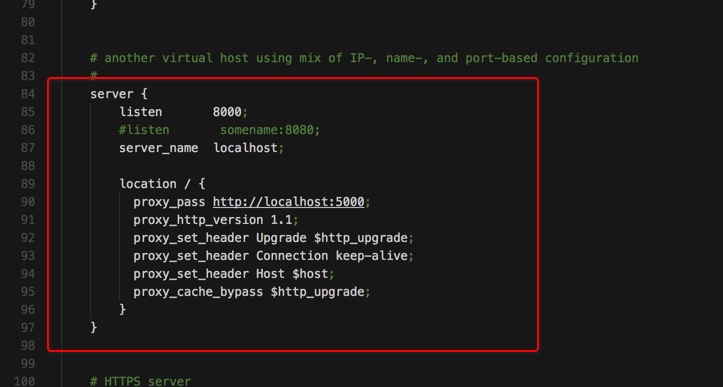 79 }
80
81
82 # another virtual host using mix of IP-, name-, and port-based configuration
83 #
84 server {
85 listen       8000;
86 #listen       somename:8080;
87 server_name  localhost;
88
89 location / {
90 proxy_pass http://localhost:5000;
91 proxy_http_version 1.1;
92 proxy_set_header Upgrade $http_upgrade;
93 proxy_set_header Connection keep-alive;
94 proxy_set_header Host $host;
95 proxy_cache_bypass $http_upgrade;
96 }
97 }
98
99
100 # HTTPS server